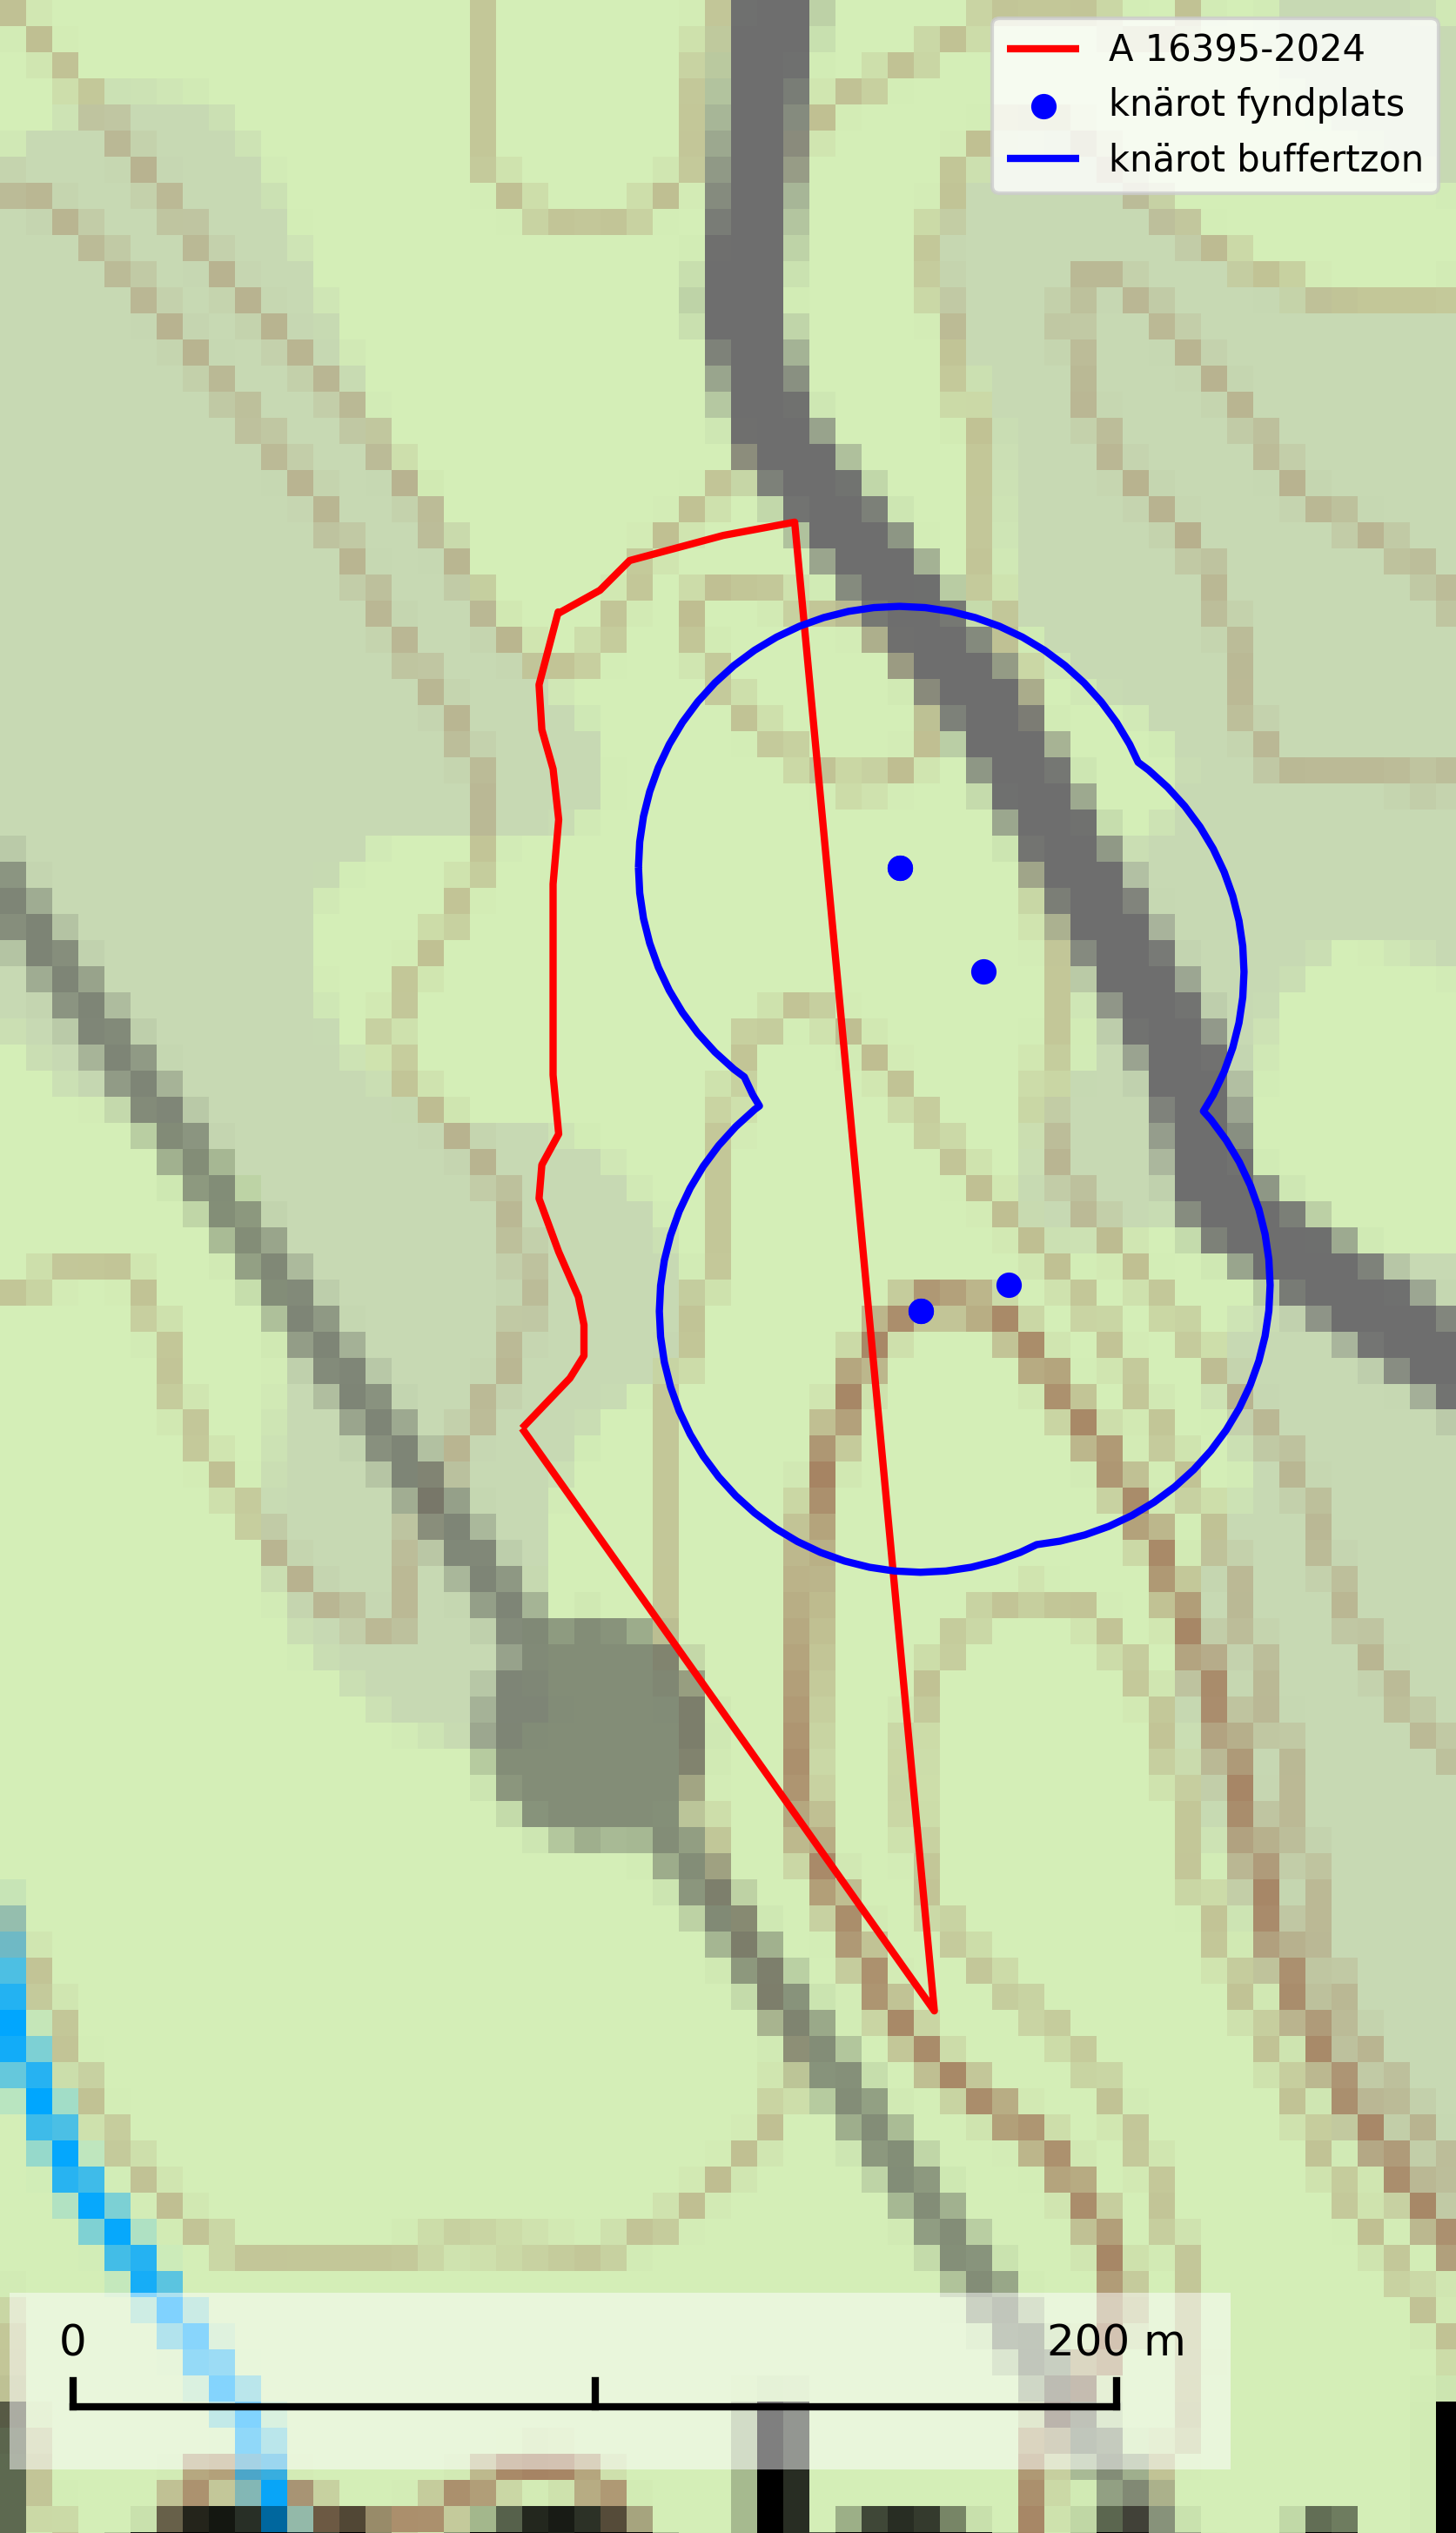 A 16395-2024
knärot fyndplats
knärot buffertzon
0
200 m